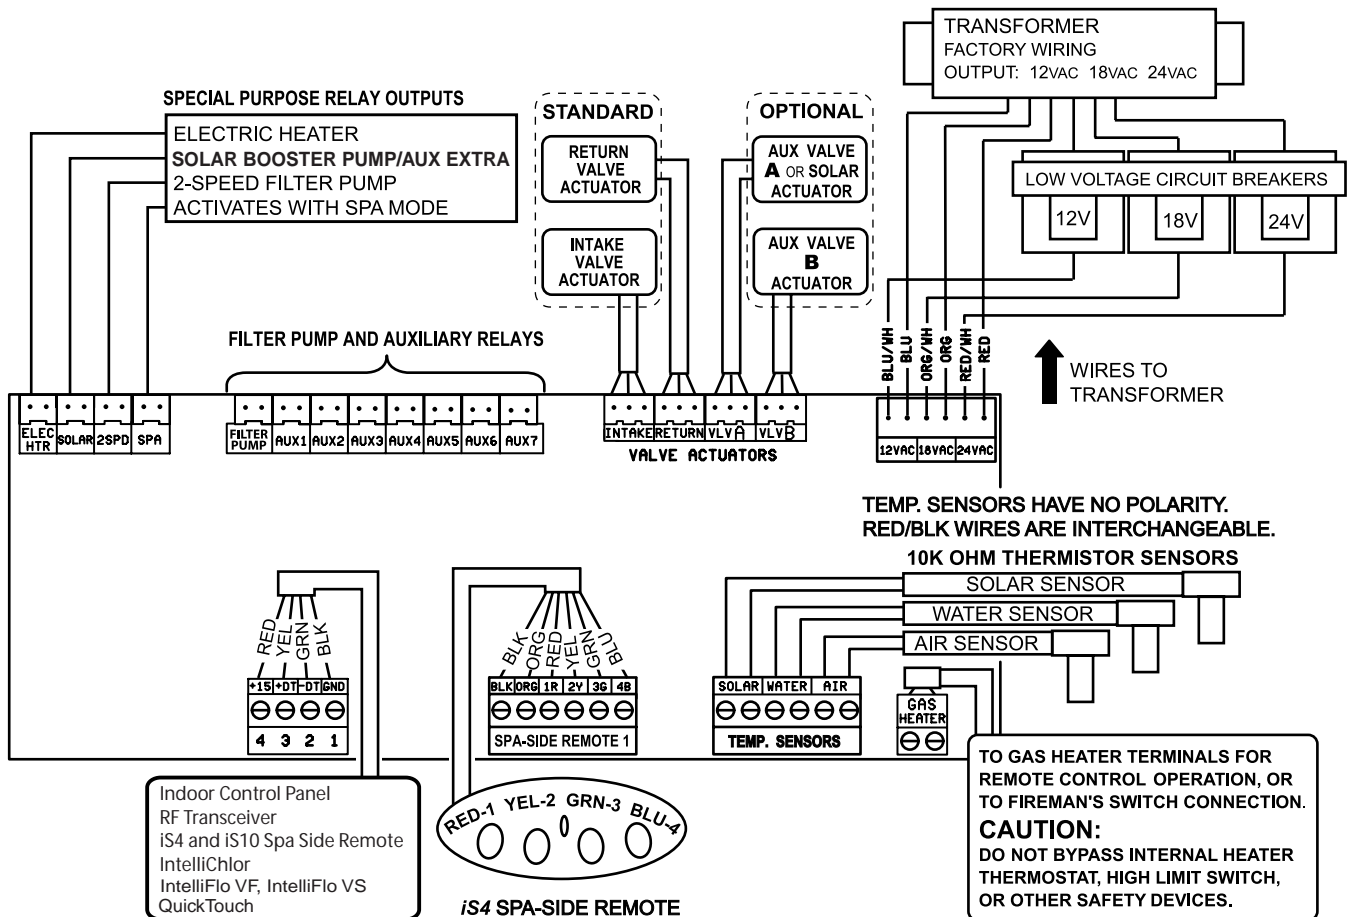 TRANSFORMER
FACTORY WIRING
OUTPUT: 12VAC 18VAC 24VAC
SPECIAL PURPOSE RELAY OUTPUTS
ELECTRIC HEATER
SOLAR BOOSTER PUMP/AUX EXTRA
2-SPEED FILTER PUMP
ACTIVATES WITH SPA MODE
STANDARD
RETURN
VALVE
ACTUATOR
INTAKE
VALVE
ACTUATOR
OPTIONAL
AUX VALVE
A OR SOLAR
ACTUATOR
AUX VALVE
B
ACTUATOR
LOW VOLTAGE CIRCUIT BREAKERS
12V
18V
24V
BLU/WH
BLU
ORG/WH
ORG
RED/WH
RED
WIRES TO
TRANSFORMER
FILTER PUMP AND AUXILIARY RELAYS
ELEC
HTR
SOLAR
2SPD
SPA
FILTER
PUMP
AUX1
AUX2
AUX3
AUX4
AUX5
AUX6
AUX7
INTAKE
RETURN
VLV A
VLV B
VALVE ACTUATORS
12VAC
18VAC
24VAC
TEMP. SENSORS HAVE NO POLARITY.
RED/BLK WIRES ARE INTERCHANGEABLE.
10K OHM THERMISTOR SENSORS
SOLAR SENSOR
WATER SENSOR
AIR SENSOR
RED
YEL
GRN
BLK
+15 +DT -DT GND
4 3 2 1
BLK
ORG
RED
YEL
GRN
BLU
BLK ORG 1R 2Y 3G 4B
SPA-SIDE REMOTE 1
SOLAR WATER AIR
TEMP. SENSORS
GAS
HEATER
Indoor Control Panel
RF Transceiver
iS4 and iS10 Spa Side Remote
IntelliChlor
IntelliFlo VF, IntelliFlo VS
QuickTouch
RED-1 YEL-2 GRN-3 BLU-4
iS4 SPA-SIDE REMOTE
TO GAS HEATER TERMINALS FOR
REMOTE CONTROL OPERATION, OR
TO FIREMAN'S SWITCH CONNECTION.
CAUTION:
DO NOT BYPASS INTERNAL HEATER
THERMOSTAT, HIGH LIMIT SWITCH,
OR OTHER SAFETY DEVICES.